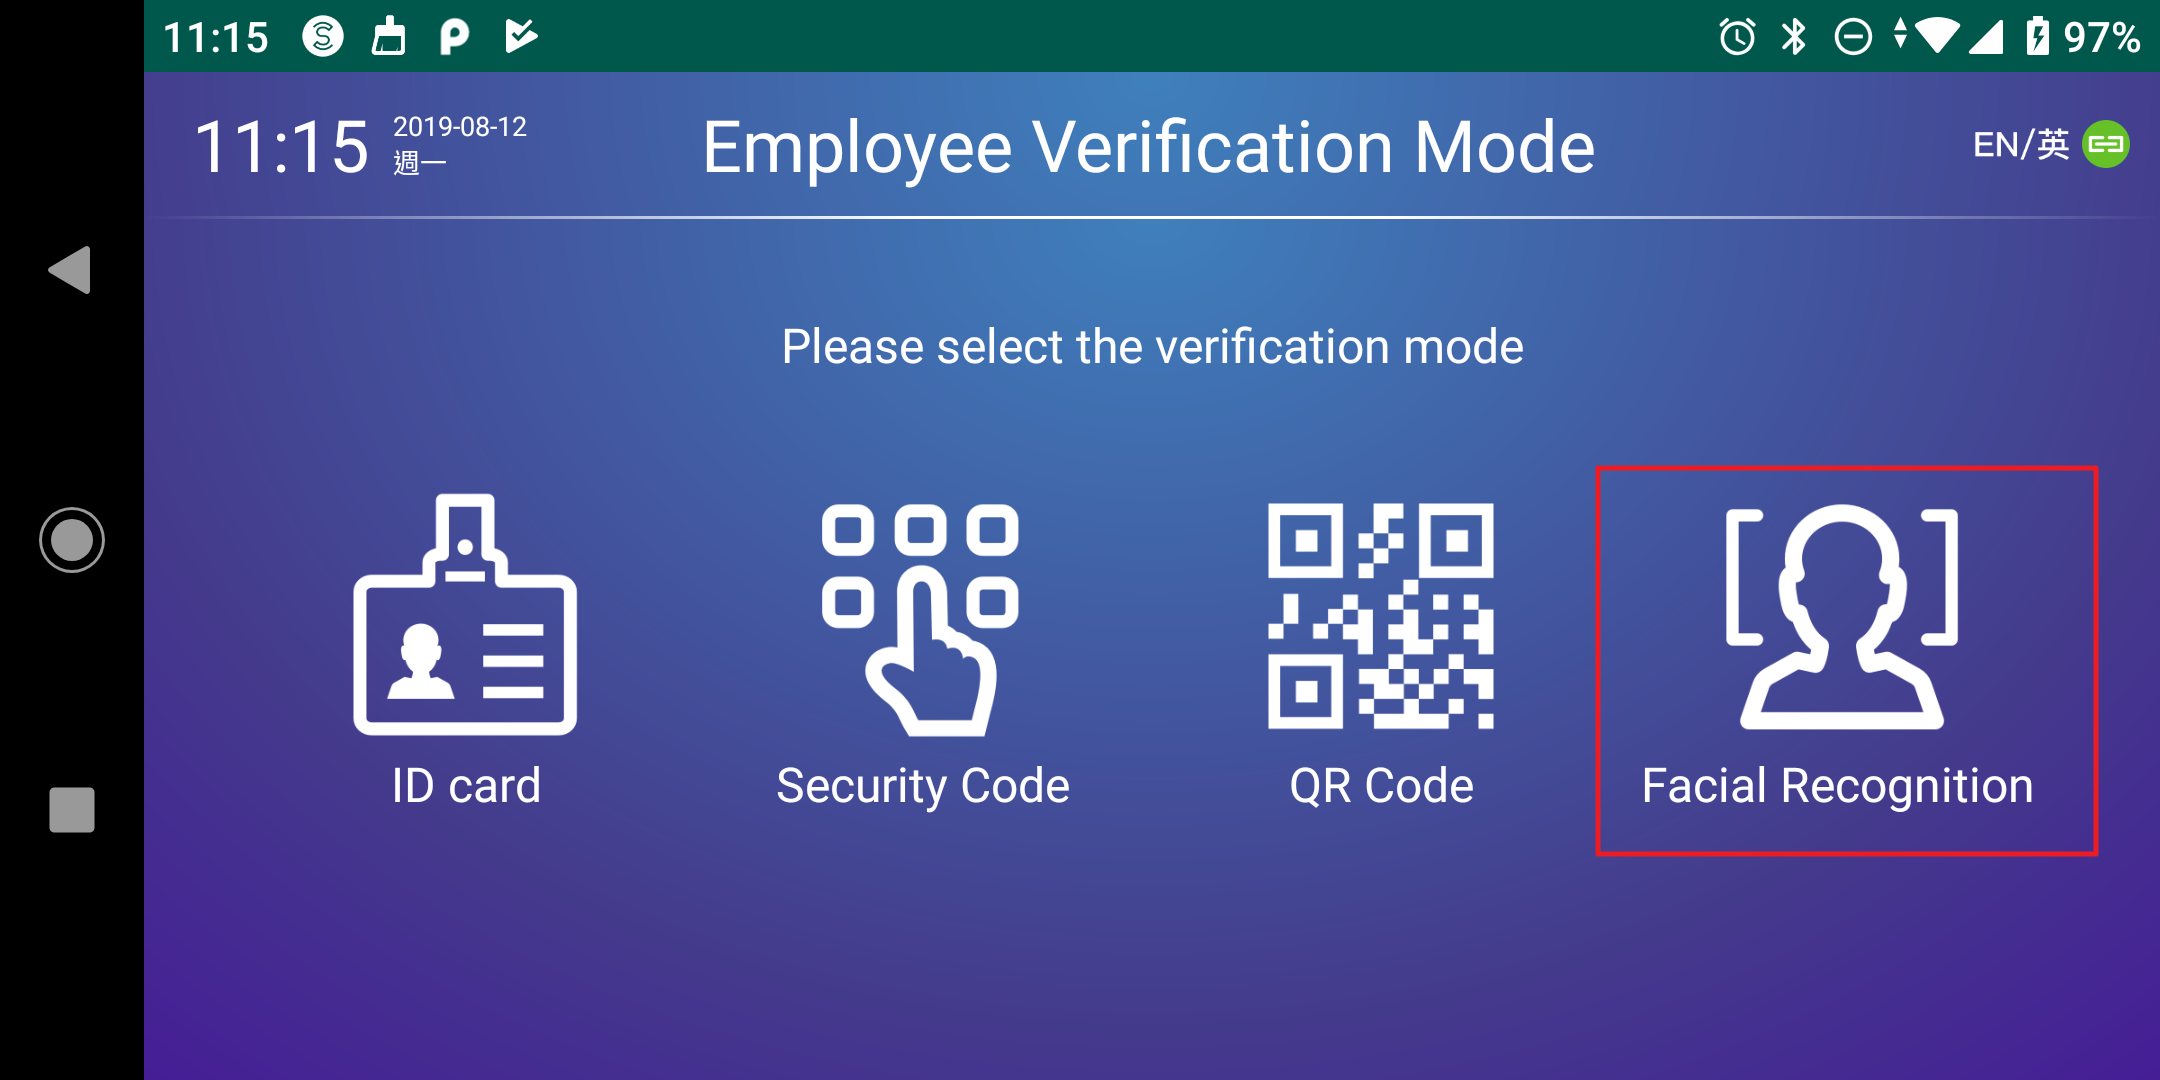 11:15 97%
11:15 2019-08-12 Employee Verification Mode EN/英
週一
Please select the verification mode
ID card Security Code QR Code Facial Recognition